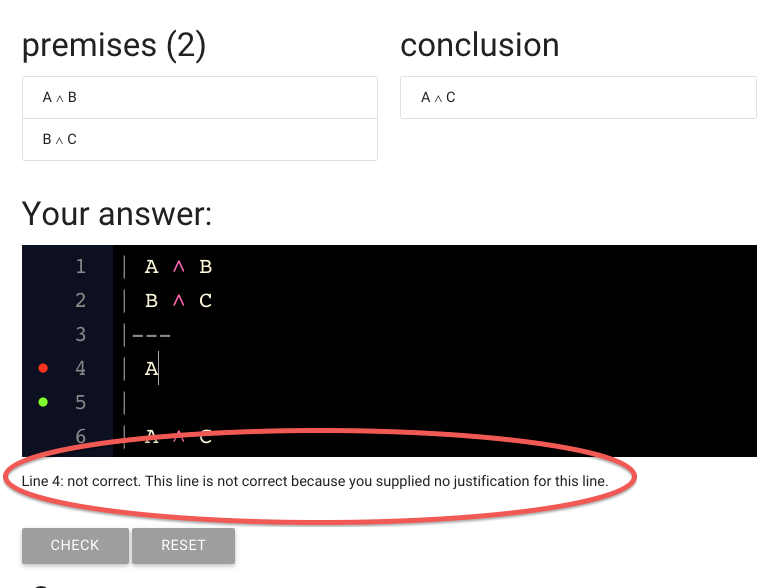 premises (2)
conclusion
A ∧ B
A ∧ C
B ∧ C
Your answer:
1 | A ∧ B
2 | B ∧ C
3 |---
4 | A
5 |
6 | A ∧ C
Line 4: not correct. This line is not correct because you supplied no justification for this line.
CHECK
RESET